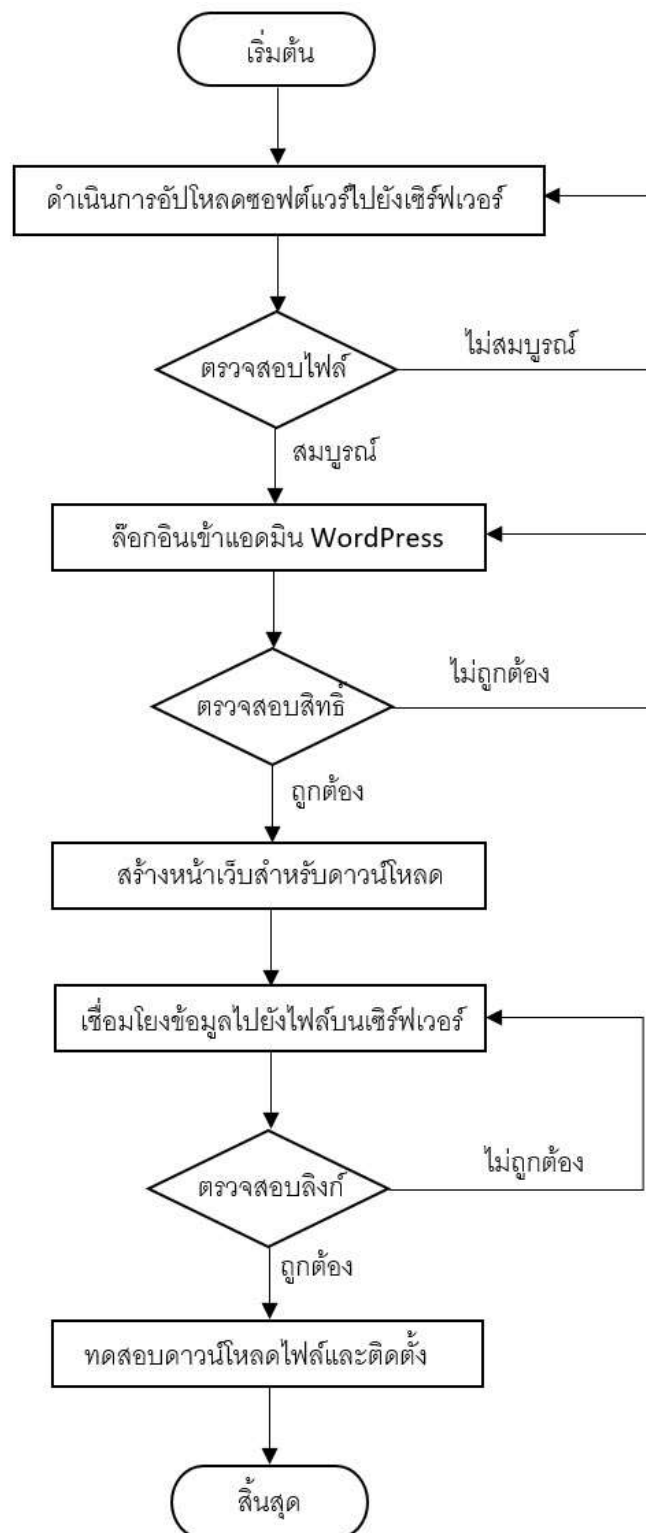 เริ่มต้น
ดำเนินการอัปโหลดซอฟต์แวร์ไปยังเซิร์ฟเวอร์
ตรวจสอบไฟล์
ไม่สมบูรณ์
สมบูรณ์
ล๊อกอินเข้าแอดมิน WordPress
ตรวจสอบสิทธิ์
ไม่ถูกต้อง
ถูกต้อง
สร้างหน้าเว็บสำหรับดาวน์โหลด
เชื่อมโยงข้อมูลไปยังไฟล์บนเซิร์ฟเวอร์
ตรวจสอบลิงก์
ไม่ถูกต้อง
ถูกต้อง
ทดสอบดาวน์โหลดไฟล์และติดตั้ง
สิ้นสุด